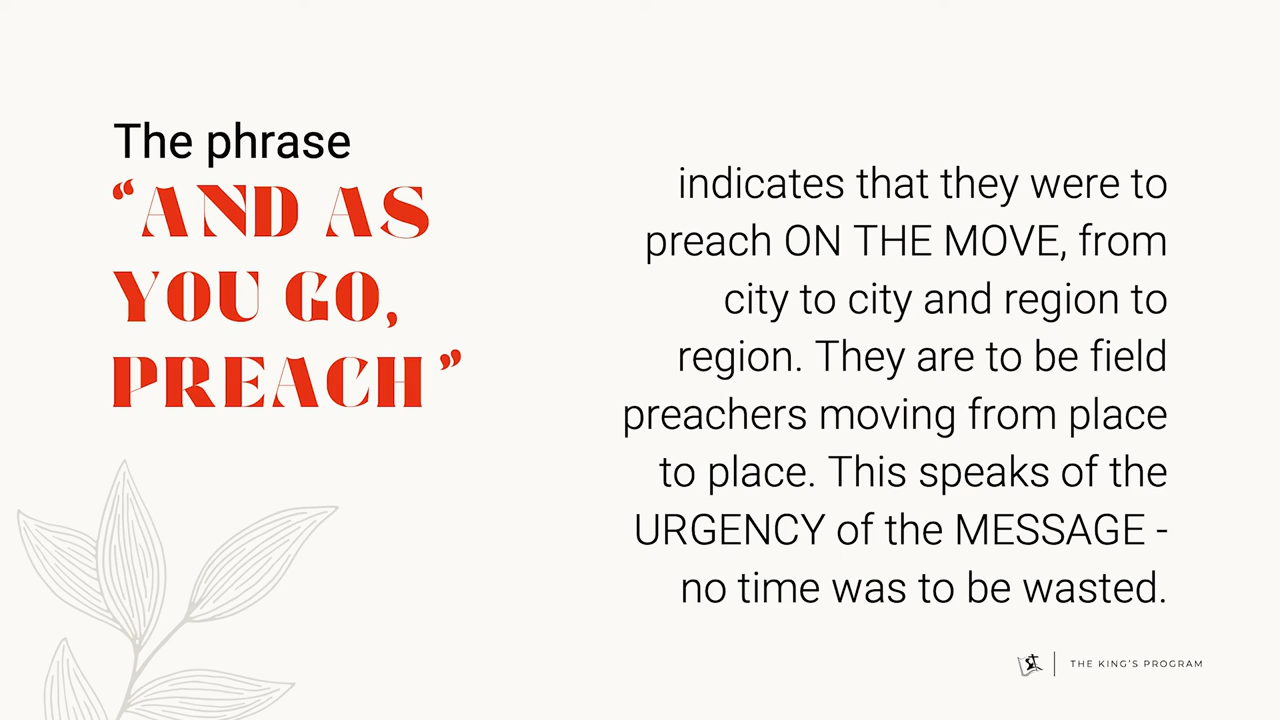 The phrase
“AND AS
YOU GO,
PREACH”
indicates that they were to
preach ON THE MOVE, from
city to city and region to
region. They are to be field
preachers moving from place
to place. This speaks of the
URGENCY of the MESSAGE -
no time was to be wasted.
THE KING'S PROGRAM